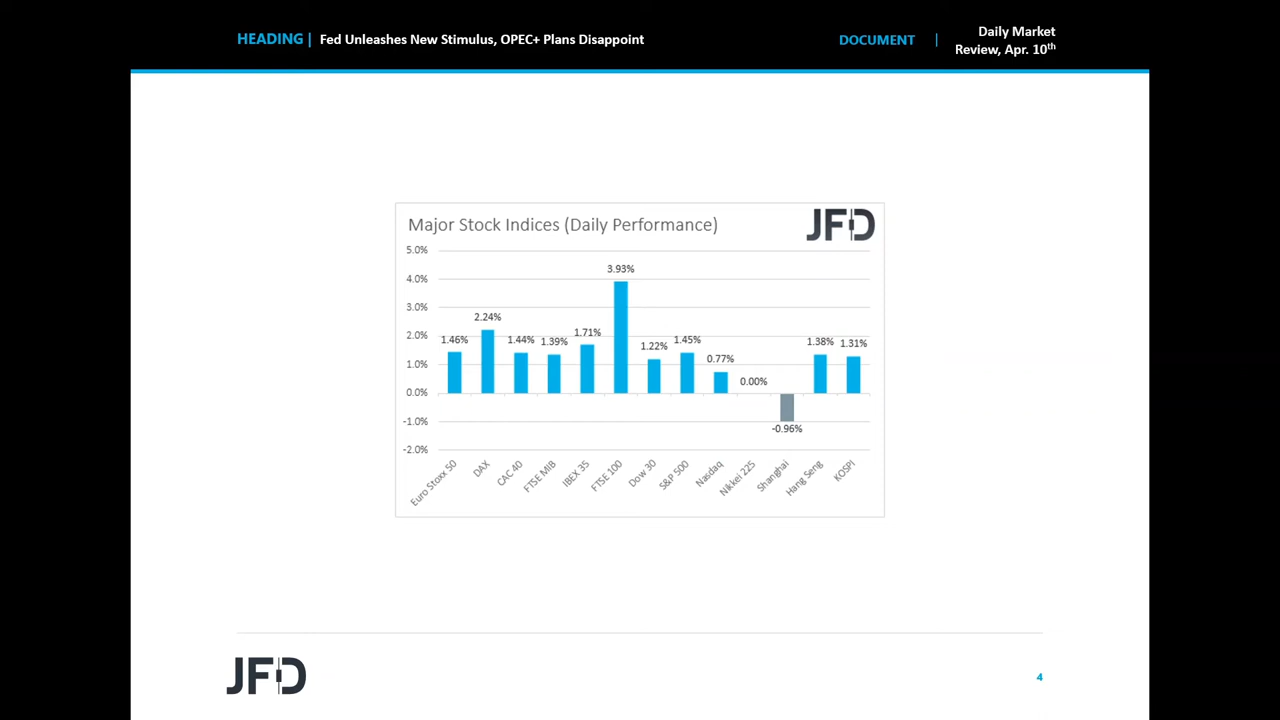 HEADING | Fed Unleashes New Stimulus, OPEC+ Plans Disappoint
DOCUMENT |
Daily Market
Review, Apr. 10th
Major Stock Indices (Daily Performance)
JFD
5.0%
4.0%
3.0%
2.0%
1.0%
0.0%
-1.0%
-2.0%
1.46%
2.24%
1.44%
1.39%
1.71%
3.93%
1.22%
1.45%
0.77%
0.00%
-0.96%
1.38%
1.31%
Euro Stoxx 50
DAX
CAC 40
FTSE MIB
IBEX 35
FTSE 100
Dow 30
S&P 500
Nasdaq
Nikkei 225
Shanghai
Hang Seng
KOSPI
JFD
4